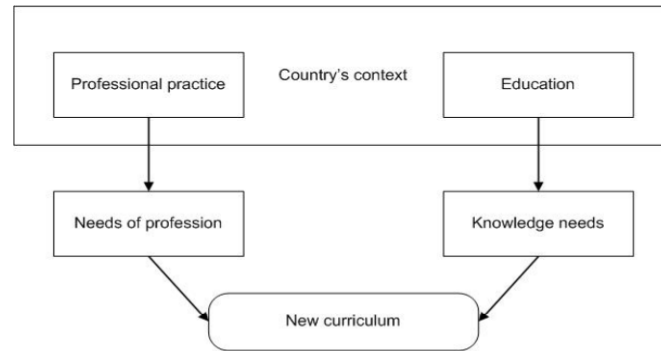 Professional practice
Country's context
Education
Needs of profession
Knowledge needs
New curriculum